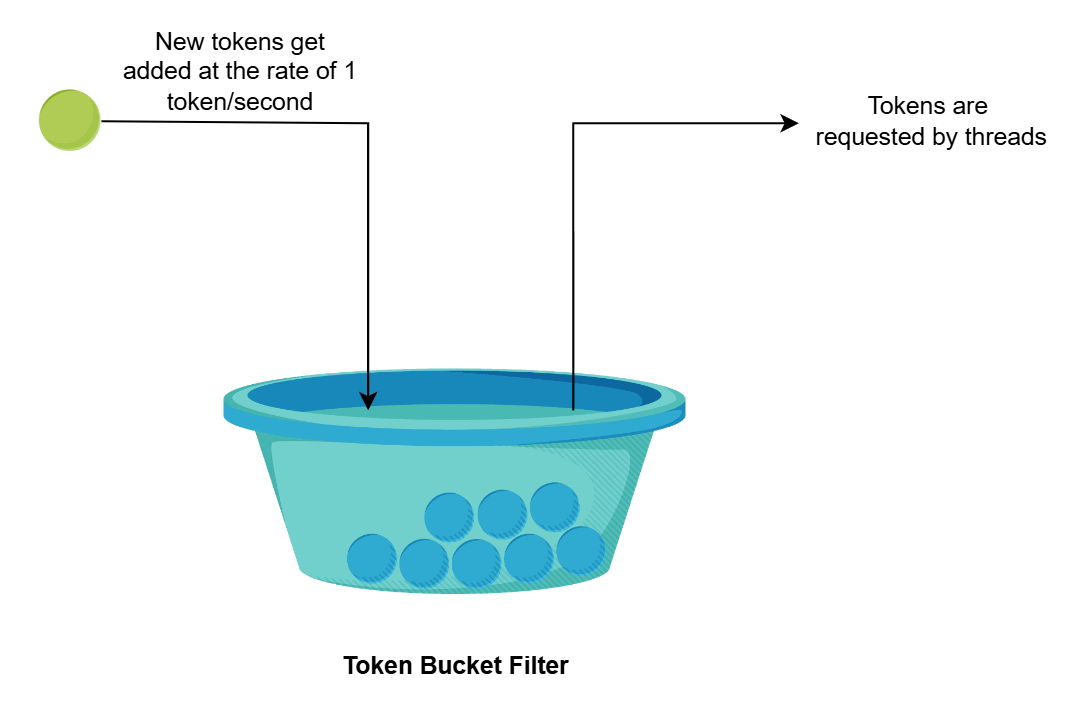 New tokens get
added at the rate of 1
token/second
Tokens are
requested by threads
Token Bucket Filter